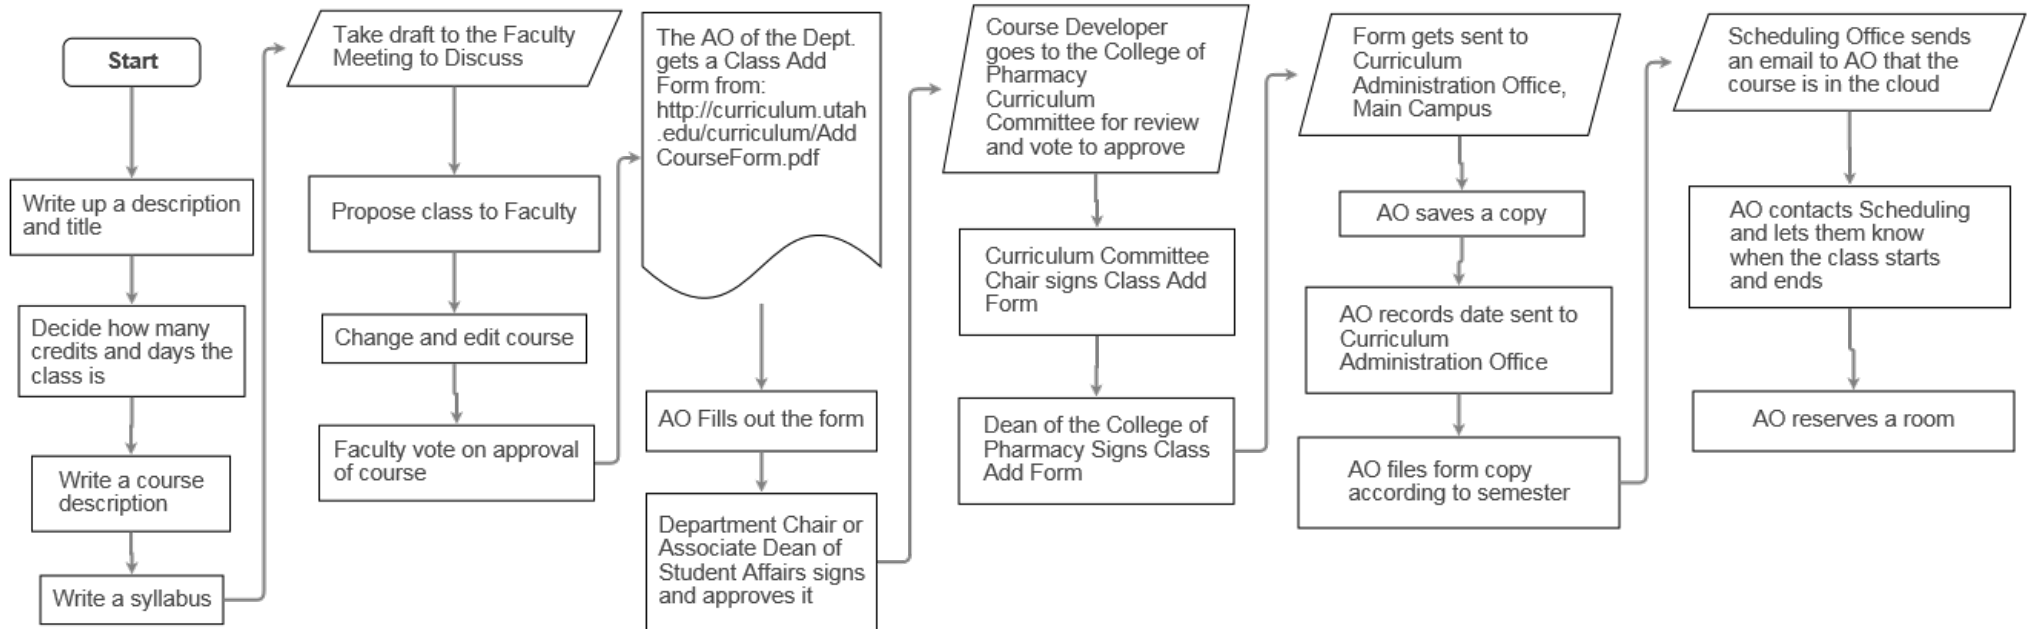 Start
Write up a description
and title
Decide how many
credits and days the
class is
Write a course
description
Write a syllabus
Take draft to the Faculty
Meeting to Discuss
Propose class to Faculty
Change and edit course
Faculty vote on approval
of course
The AO of the Dept.
gets a Class Add
Form from:
http://curriculum.utah
.edu/curriculum/Add
CourseForm.pdf
AO Fills out the form
Department Chair or
Associate Dean of
Student Affairs signs
and approves it
Course Developer
goes to the College of
Pharmacy
Curriculum
Committee for review
and vote to approve
Curriculum Committee
Chair signs Class Add
Form
Dean of the College of
Pharmacy Signs Class
Add Form
Form gets sent to
Curriculum
Administration Office,
Main Campus
AO saves a copy
AO records date sent to
Curriculum
Administration Office
AO files form copy
according to semester
Scheduling Office sends
an email to AO that the
course is in the cloud
AO contacts Scheduling
and lets them know
when the class starts
and ends
AO reserves a room